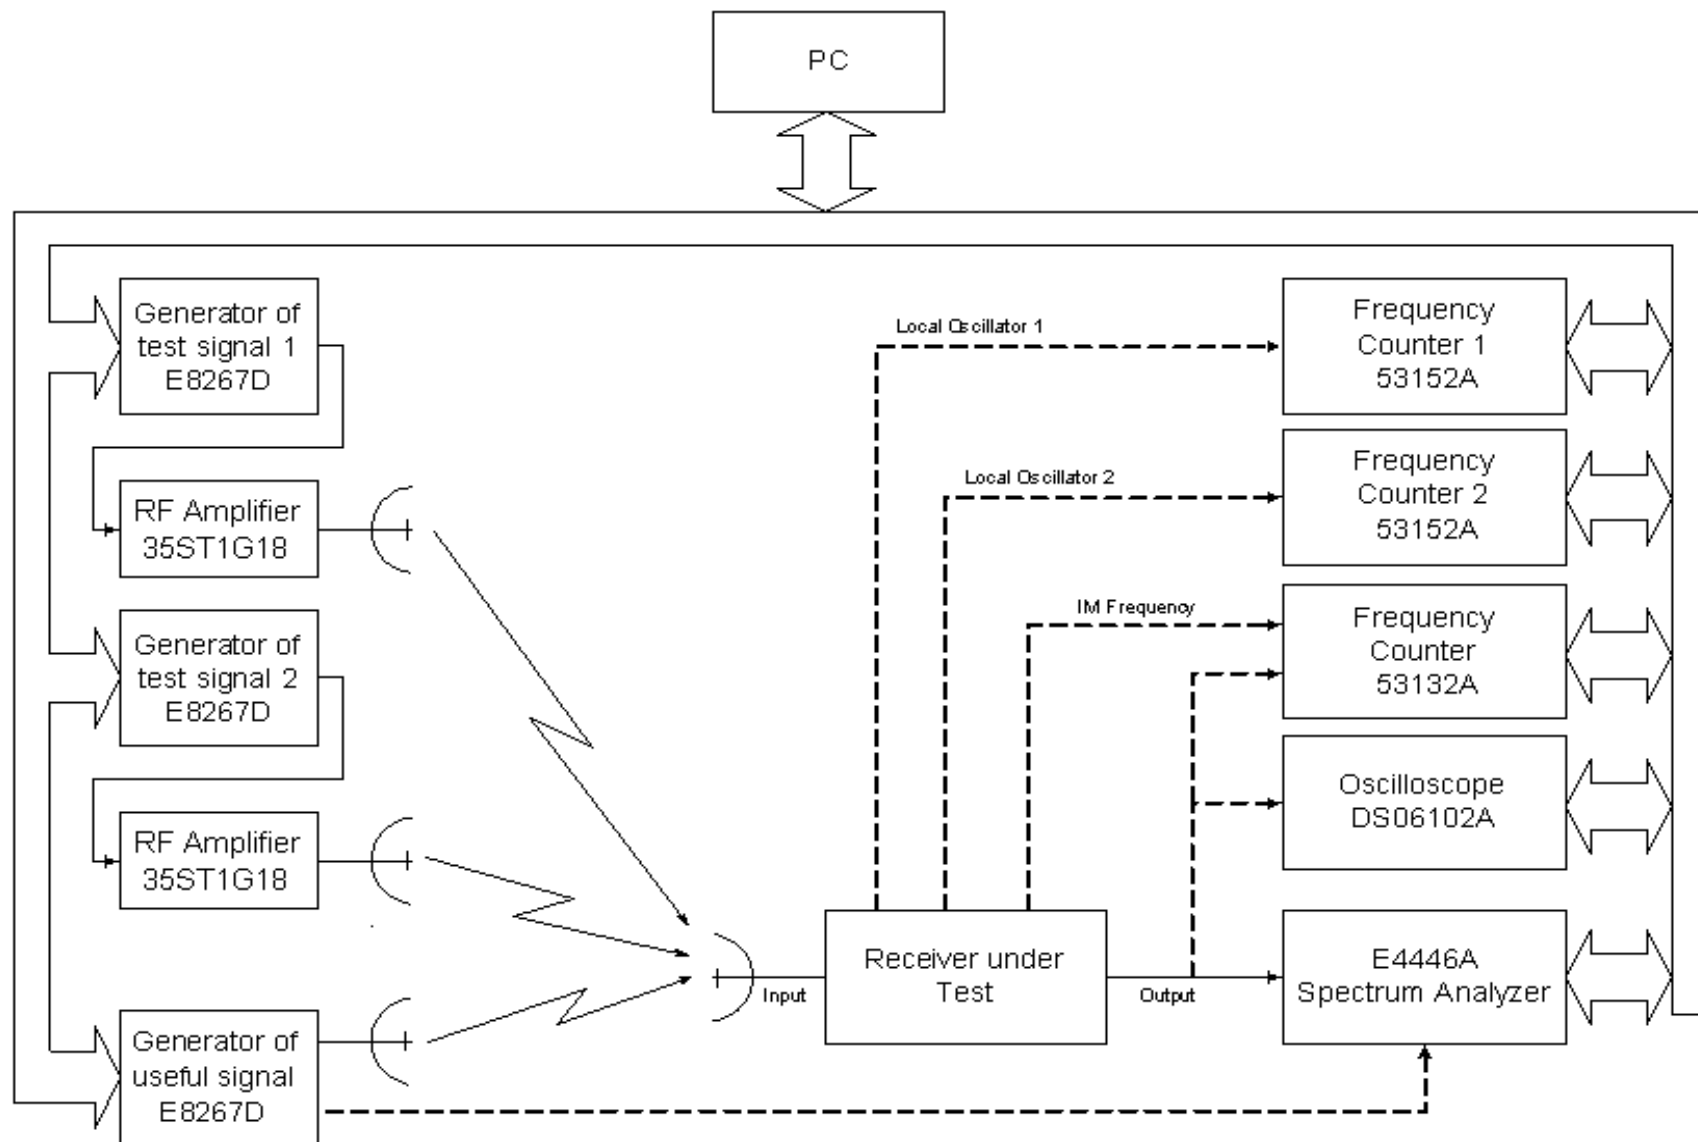 PC
Generator of
test signal 1
E8267D
RF Amplifier
35ST1G18
Generator of
test signal 2
E8267D
RF Amplifier
35ST1G18
Generator of
useful signal
E8267D
Local Oscillator 1
Local Oscillator 2
IM Frequency
Input
Receiver under
Test
Output
Frequency
Counter 1
53152A
Frequency
Counter 2
53152A
Frequency
Counter
53132A
Oscilloscope
DS06102A
E4446A
Spectrum Analyzer